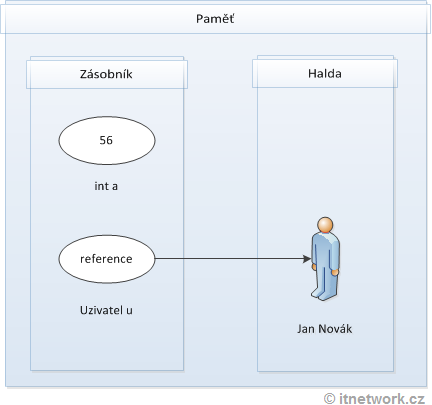 Paměť
Zásobník
Halda
56
int a
reference
Uzivatel u
Jan Novák
© itnetwork.cz